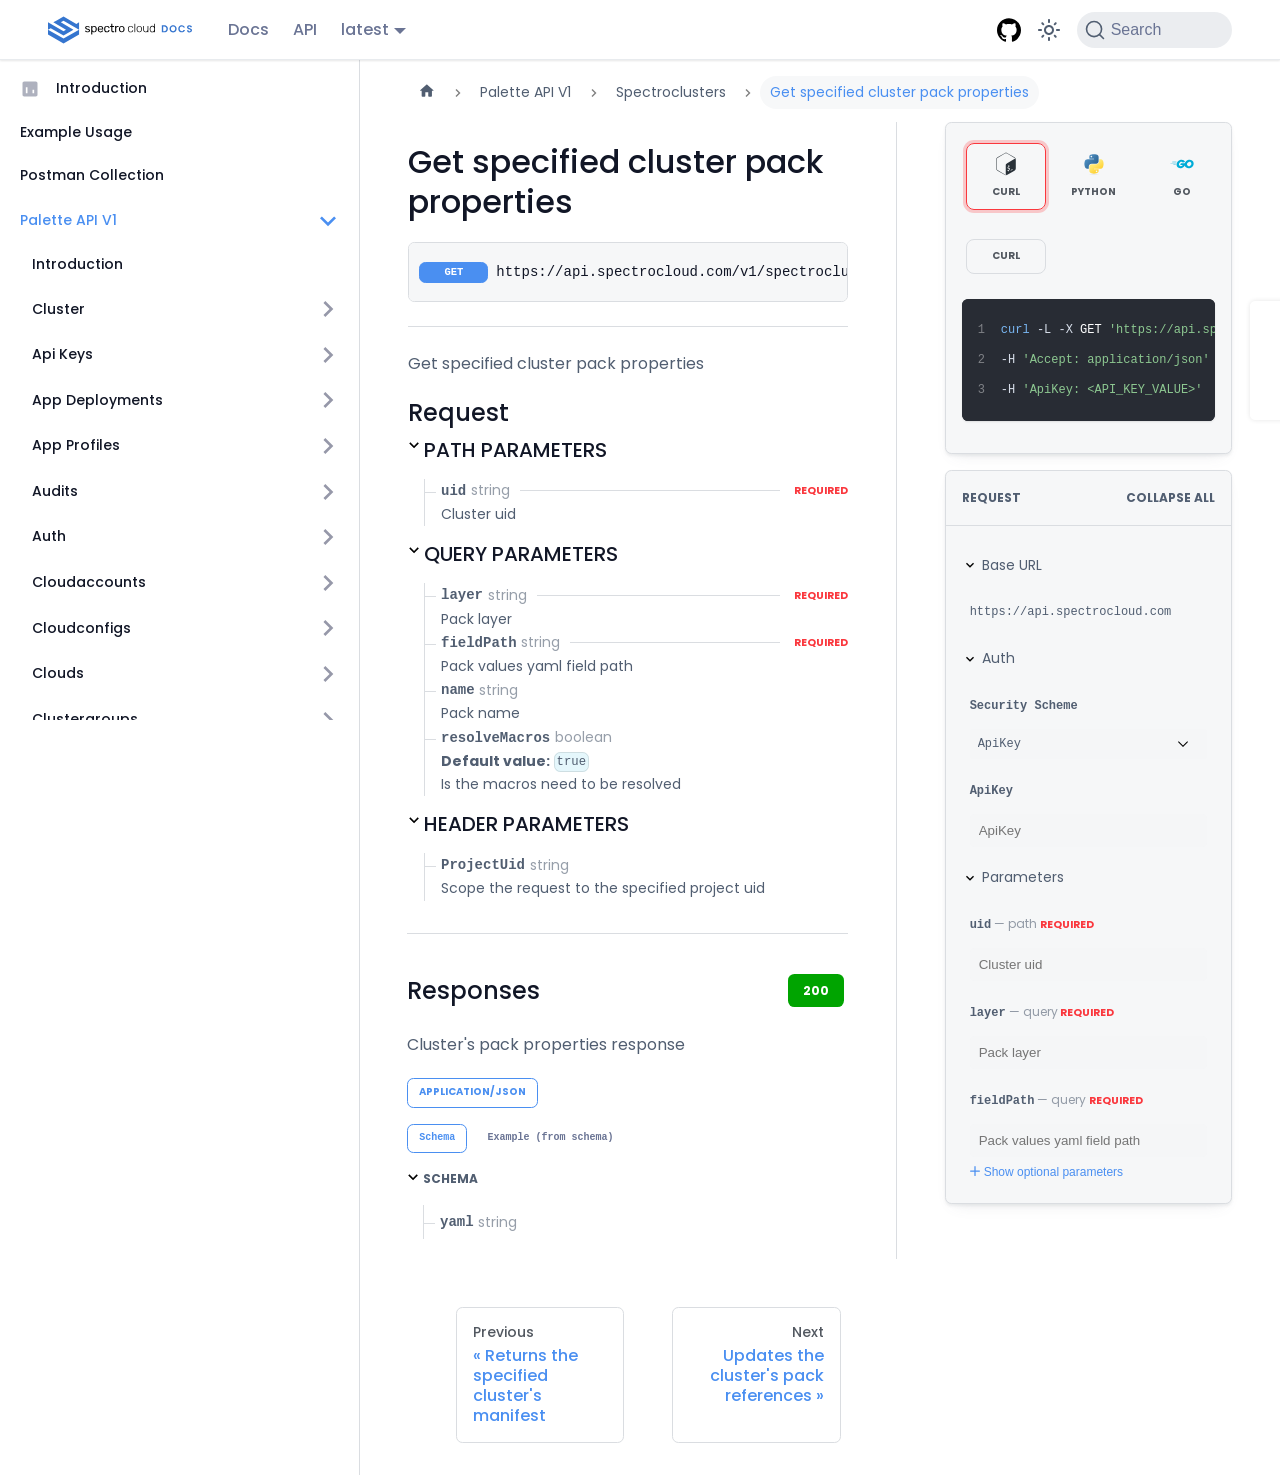 spectro cloud DOCS
Docs
API
latest
Search
Introduction
Example Usage
Postman Collection
Palette API V1
Introduction
Cluster
Api Keys
App Deployments
App Profiles
Audits
Auth
Cloudaccounts
Cloudconfigs
Clouds
Clustergroups
Palette API V1
Spectroclusters
Get specified cluster pack properties
Get specified cluster pack
properties
GET https://api.spectrocloud.com/v1/spectroclu
Get specified cluster pack properties
Request
PATH PARAMETERS
uid string REQUIRED
Cluster uid
QUERY PARAMETERS
layer string REQUIRED
Pack layer
fieldPath string REQUIRED
Pack values yaml field path
name string
Pack name
resolveMacros boolean
Default value: true
Is the macros need to be resolved
HEADER PARAMETERS
ProjectUid string
Scope the request to the specified project uid
Responses
200
Cluster's pack properties response
APPLICATION/JSON
Schema Example (from schema)
SCHEMA
yaml string
Previous
« Returns the
specified
cluster's
manifest
Next
Updates the
cluster's pack
references »
CURL PYTHON GO
CURL
1 curl -L -X GET 'https://api.sp
2 -H 'Accept: application/json'
3 -H 'ApiKey: <API_KEY_VALUE>'
REQUEST COLLAPSE ALL
Base URL
https://api.spectrocloud.com
Auth
Security Scheme
ApiKey
ApiKey
ApiKey
Parameters
uid — path REQUIRED
Cluster uid
layer — query REQUIRED
Pack layer
fieldPath — query REQUIRED
Pack values yaml field path
Show optional parameters